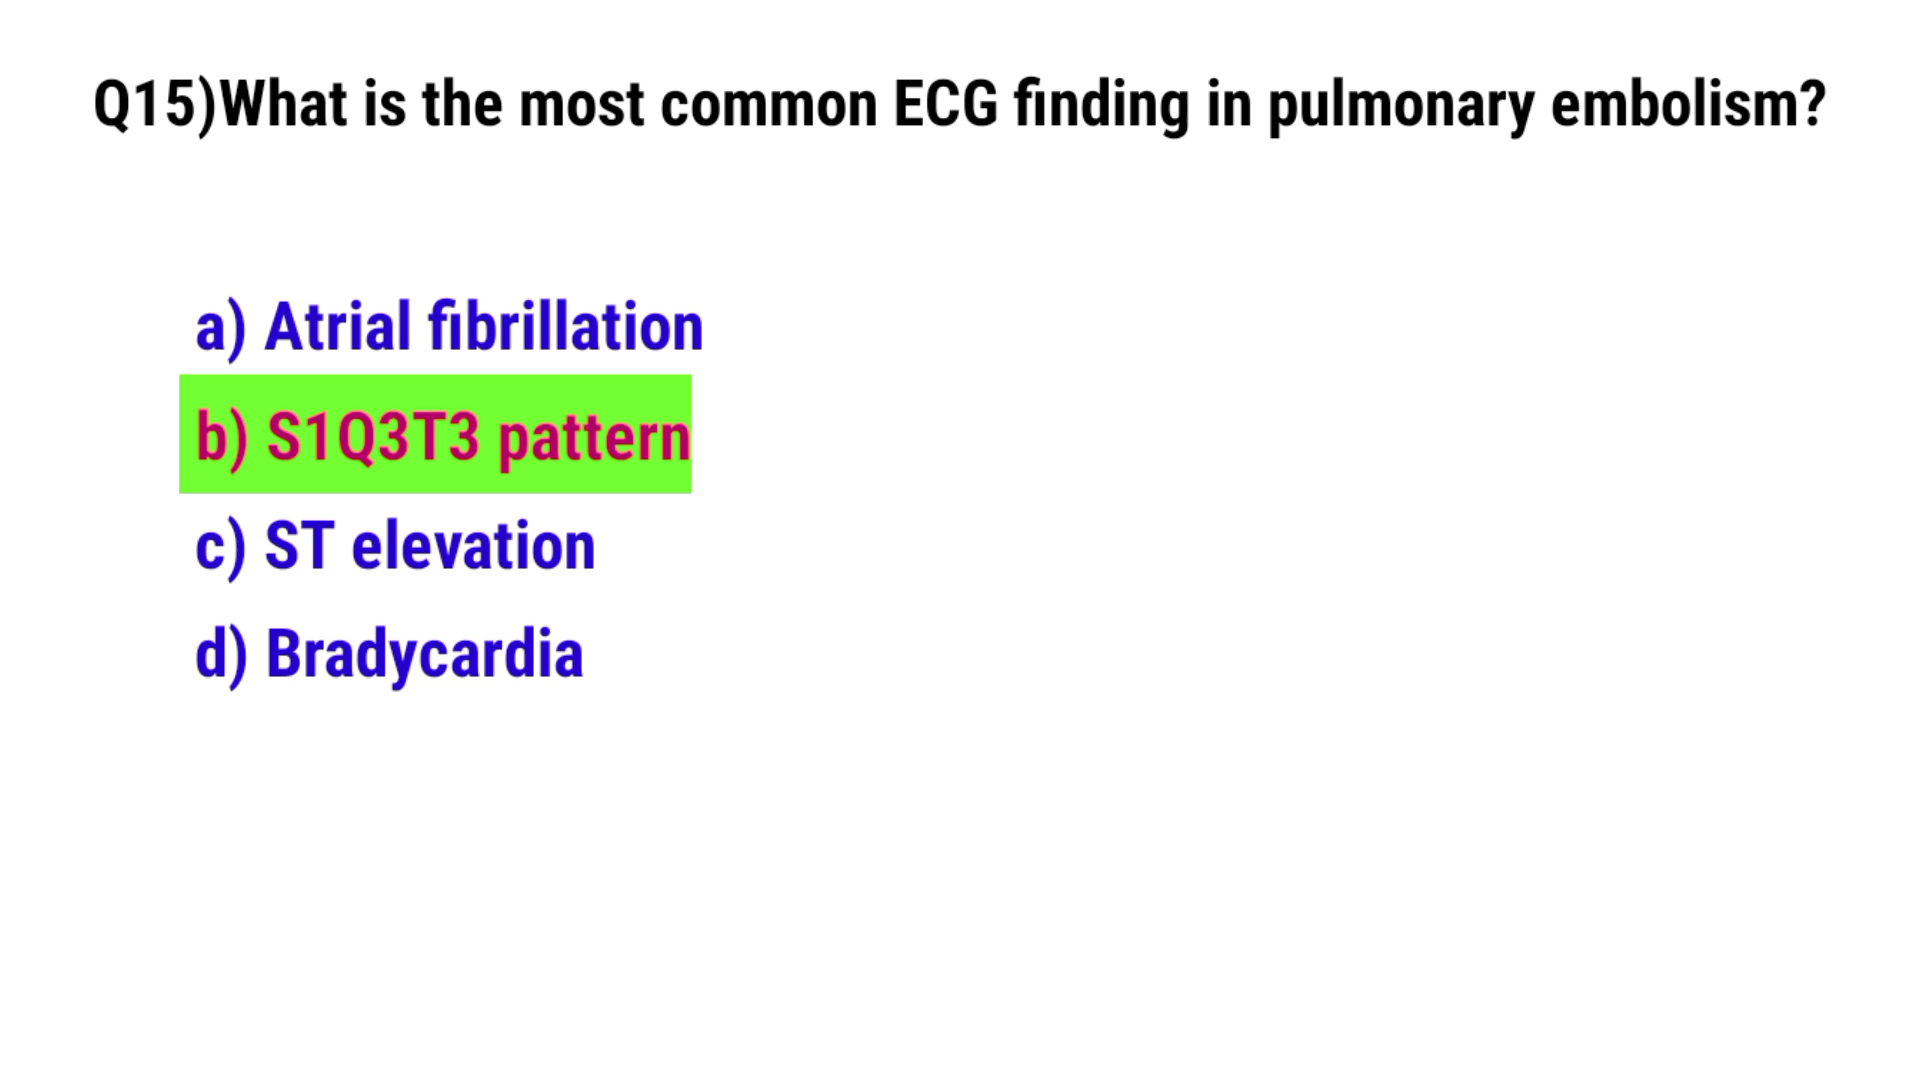 Q15)What is the most common ECG finding in pulmonary embolism?
a) Atrial fibrillation
b) S1Q3T3 pattern
c) ST elevation
d) Bradycardia